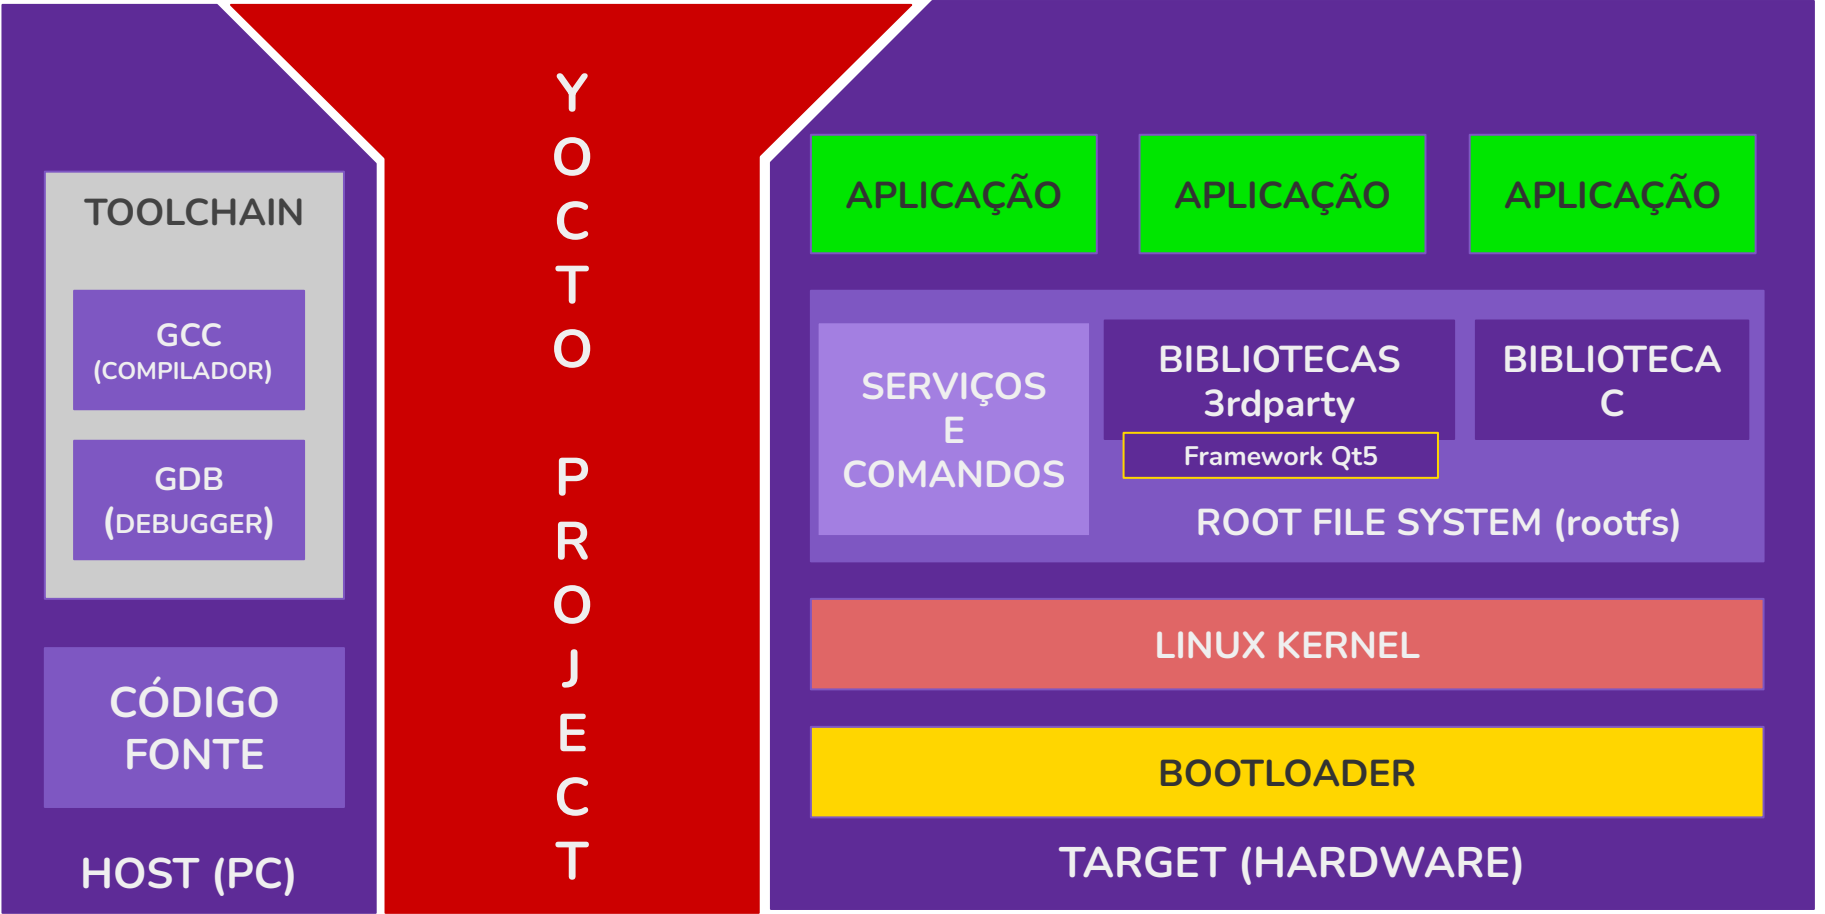 TOOLCHAIN
GCC
(COMPILADOR)
GDB
(DEBUGGER)
CÓDIGO
FONTE
HOST (PC)
Y
O
C
T
O
P
R
O
J
E
C
T
APLICAÇÃO
APLICAÇÃO
APLICAÇÃO
SERVIÇOS
E
COMANDOS
BIBLIOTECAS
3rdparty
Framework Qt5
BIBLIOTECA
C
ROOT FILE SYSTEM (rootfs)
LINUX KERNEL
BOOTLOADER
TARGET (HARDWARE)